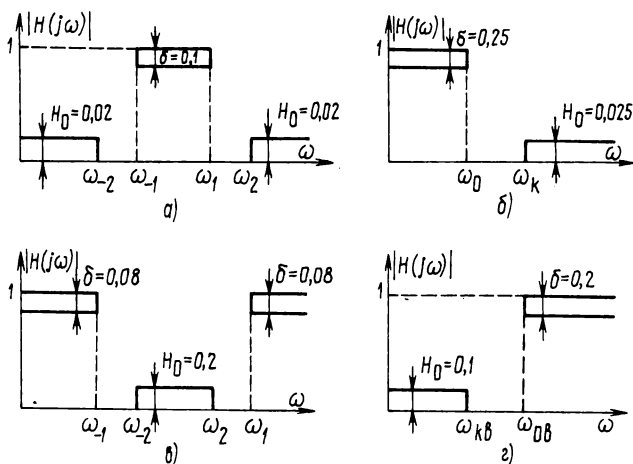 |H(jω)|
1
δ=0,1
H₀=0,02
H₀=0,02
ω₋₂ ω₋₁ ω₁ ω₂ ω
а)
|H(jω)|
1
δ=0,25
H₀=0,025
ω₀ ωₖ ω
б)
|H(jω)|
1
δ=0,08
δ=0,08
H₀=0,2
ω₋₁ ω₋₂ ω₂ ω₁ ω
в)
|H(jω)|
1
δ=0,2
H₀=0,1
ωкв ω0в ω
г)